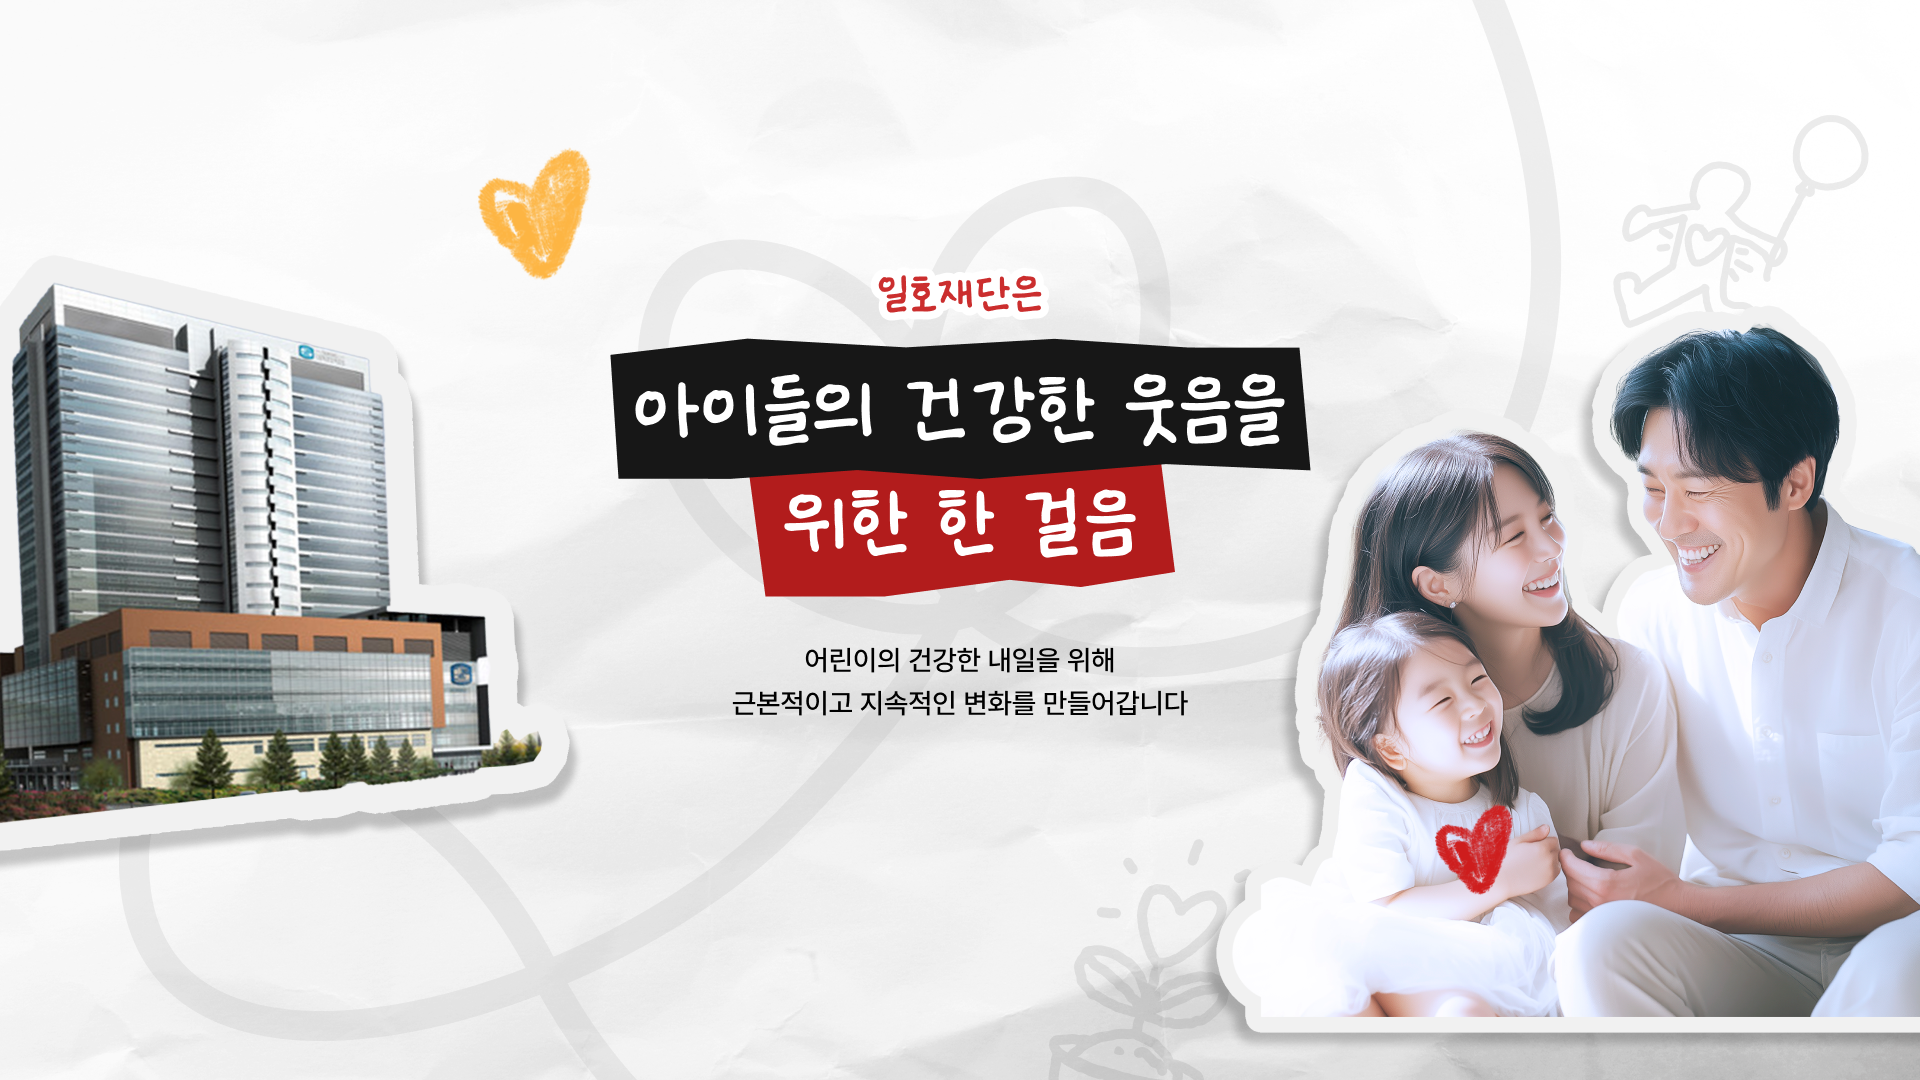 일호재단은
아이들의 건강한 웃음을
위한 한 걸음
어린이의 건강한 내일을 위해
근본적이고 지속적인 변화를 만들어갑니다